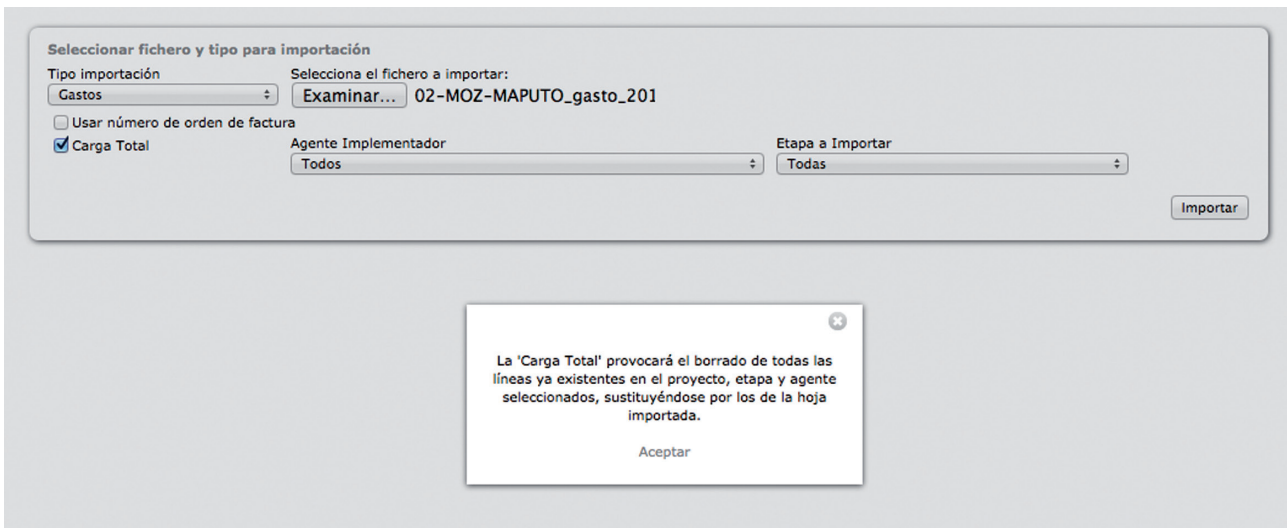 Seleccionar fichero y tipo para importación
Tipo importación
Selecciona el fichero a importar:
Gastos
Examinar...
02-MOZ-MAPUTO_gasto_201
Usar número de orden de factura
Carga Total
Agente Implementador
Etapa a Importar
Todos
Todas
Importar
La 'Carga Total' provocará el borrado de todas las
líneas ya existentes en el proyecto, etapa y agente
seleccionados, sustituyéndose por los de la hoja
importada.
Aceptar